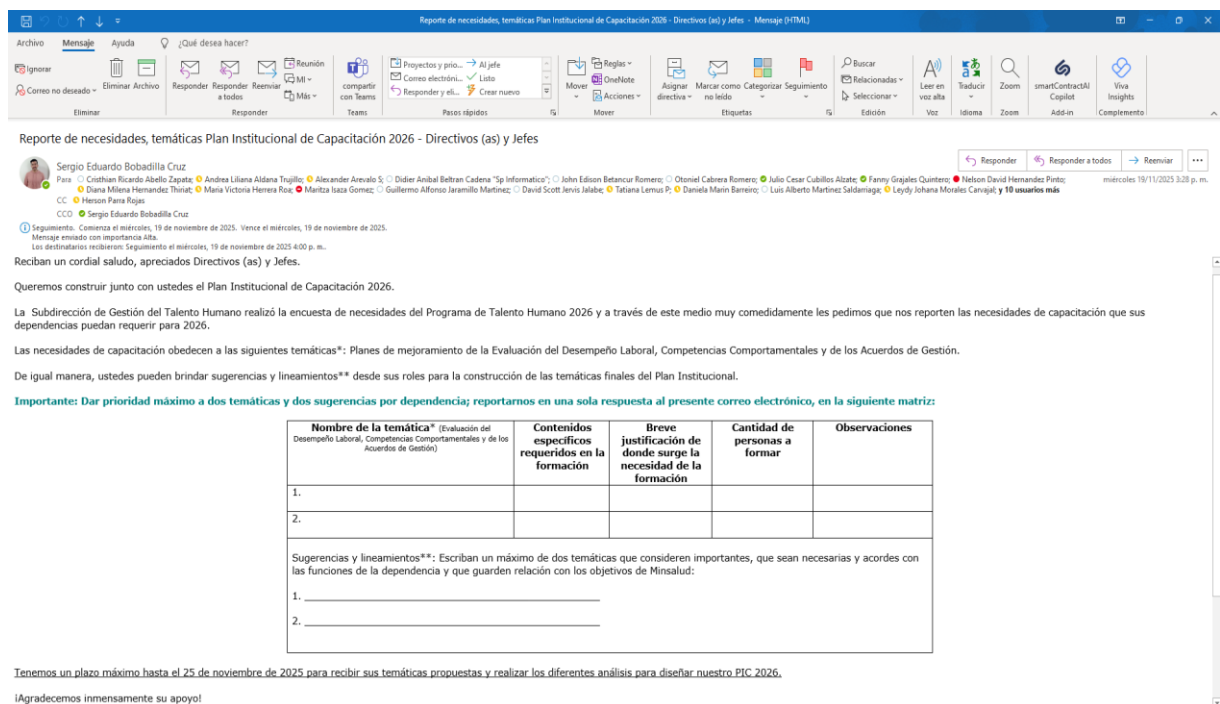 Reporte de necesidades, temáticas Plan Institucional de Capacitación 2026 - Directivos (as) y Jefes - Mensaje (HTML)
Archivo Mensaje Ayuda ¿Qué desea hacer?
Ignorar
Correo no deseado
Eliminar Archivo
Responder Responder a todos Reenviar
Reunión
MI
Más
compartir con Teams
Proyectos y prio... Al jefe
Correo electróni... Listo
Responder y eli... Crear nuevo
Mover
Reglas
OneNote
Acciones
Asignar directiva Marcar como no leído Categorizar Seguimiento
Buscar
Relacionadas
Seleccionar
Leer en voz alta
Traducir
Zoom
smartContractAI Copilot
Viva Insights
Eliminar Responder Teams Pasos rápidos Mover Etiquetas Edición Voz Idioma Zoom Add-in Complemento
Reporte de necesidades, temáticas Plan Institucional de Capacitación 2026 - Directivos (as) y Jefes
Sergio Eduardo Bobadilla Cruz
Responder Responder a todos Reenviar
Para Cristhian Ricardo Abello Zapata; Andrea Liliana Aldana Trujillo; Alexander Arevalo S; Didier Anibal Beltran Cadena "Sp Informatico"; John Edison Betancur Romero; Otoniel Cabrera Romero; Julio Cesar Cubillos Alzate; Fanny Grajales Quintero; Nelson David Hernandez Pinto;
miércoles 19/11/2025 3:28 p. m.
Diana Milena Hernandez Thiriat; Maria Victoria Herrera Roa; Maritza Isaza Gomez; Guillermo Alfonso Jaramillo Martinez; David Scott Jervis Jalabe; Tatiana Lemus P; Daniela Marin Barreiro; Luis Alberto Martinez Saldarriaga; Leydy Johana Morales Carvajal; y 10 usuarios más
CC Herson Parra Rojas
CCO Sergio Eduardo Bobadilla Cruz
Seguimiento. Comienza el miércoles, 19 de noviembre de 2025. Vence el miércoles, 19 de noviembre de 2025.
Mensaje enviado con importancia Alta.
Los destinatarios recibieron: Seguimiento el miércoles, 19 de noviembre de 2025 4:00 p. m..
Reciban un cordial saludo, apreciados Directivos (as) y Jefes.
Queremos construir junto con ustedes el Plan Institucional de Capacitación 2026.
La Subdirección de Gestión del Talento Humano realizó la encuesta de necesidades del Programa de Talento Humano 2026 y a través de este medio muy comedidamente les pedimos que nos reporten las necesidades de capacitación que sus
dependencias puedan requerir para 2026.
Las necesidades de capacitación obedecen a las siguientes temáticas*: Planes de mejoramiento de la Evaluación del Desempeño Laboral, Competencias Comportamentales y de los Acuerdos de Gestión.
De igual manera, ustedes pueden brindar sugerencias y lineamientos** desde sus roles para la construcción de las temáticas finales del Plan Institucional.
Importante: Dar prioridad máximo a dos temáticas y dos sugerencias por dependencia; reportarnos en una sola respuesta al presente correo electrónico, en la siguiente matriz:
Nombre de la temática* (Evaluación del
Desempeño Laboral, Competencias Comportamentales y de los
Acuerdos de Gestión)
Contenidos
específicos
requeridos en la
formación
Breve
justificación de
donde surge la
necesidad de la
formación
Cantidad de
personas a
formar
Observaciones
1.
2.
Sugerencias y lineamientos**: Escriban un máximo de dos temáticas que consideren importantes, que sean necesarias y acordes con
las funciones de la dependencia y que guarden relación con los objetivos de Minsalud:
1. ____________________
2. ____________________
Tenemos un plazo máximo hasta el 25 de noviembre de 2025 para recibir sus temáticas propuestas y realizar los diferentes análisis para diseñar nuestro PIC 2026.
¡Agradecemos inmensamente su apoyo!